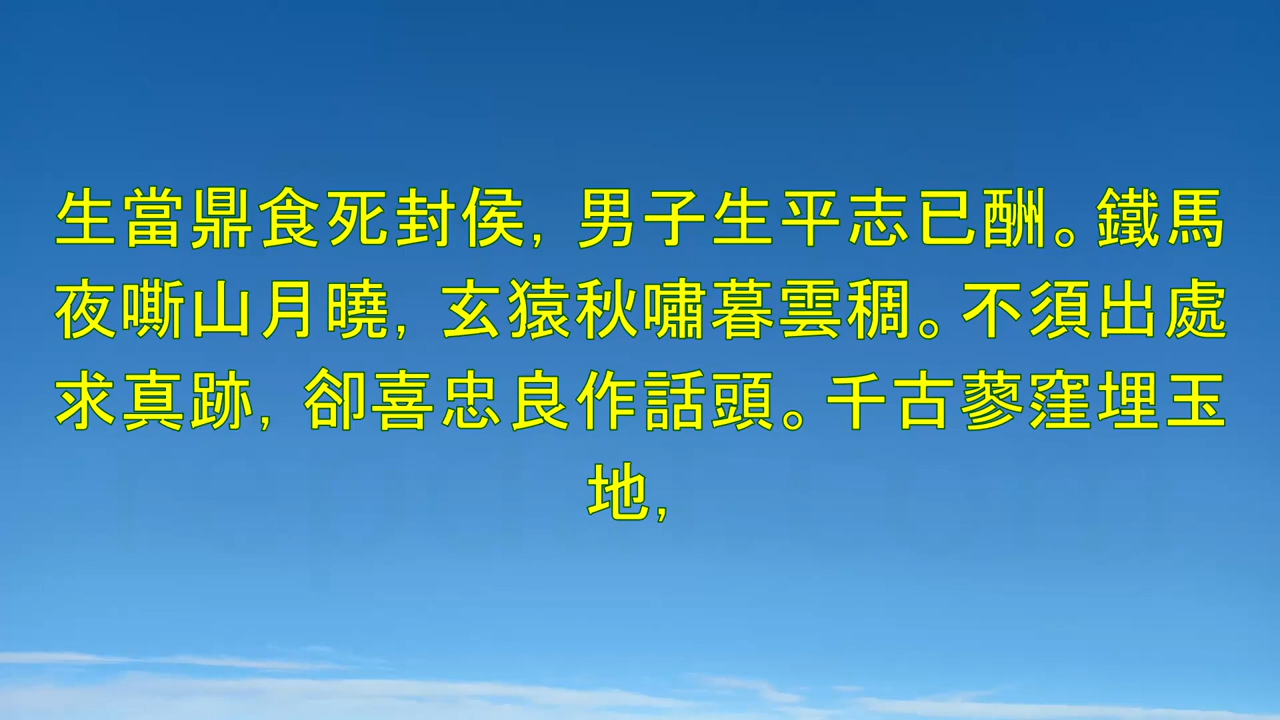 生當鼎食死封侯，男子生平志已酬。鐵馬
夜嘶山月曉，玄猿秋嘯暮雲稠。不須出處
求真跡，卻喜忠良作話頭。千古蓼窪埋玉
地，